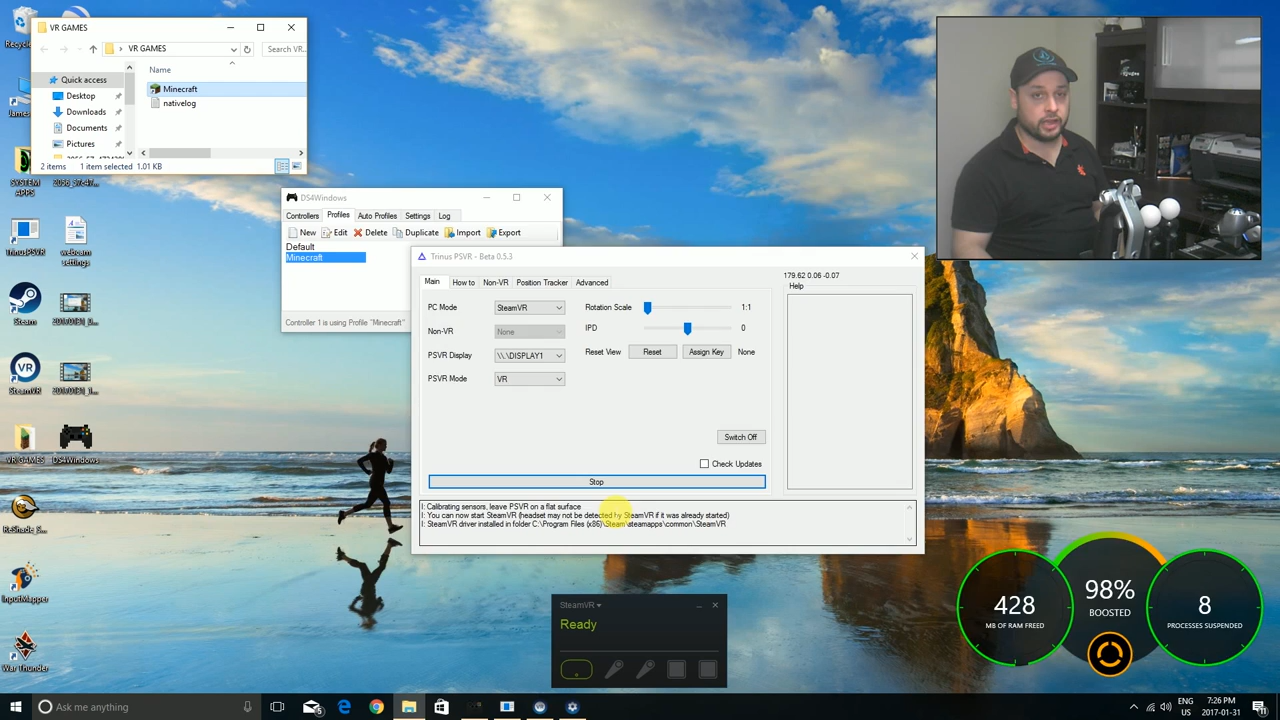 VR GAMES
VR GAMES
Search VR...
Quick access
Desktop
Downloads
Documents
Pictures
Name
Minecraft
nativelog
2 items 1 item selected 1.01 KB
SYSTEM APPS
TrinusPSVR
webcam settings
Steam
SteamVR
VR GAMES
DS4Windows
ReShade_S...
InputMapper
War Thunder
DS4Windows
Controllers Profiles Auto Profiles Settings Log
New Edit Delete Duplicate Import Export
Default
Minecraft
Controller 1 is using Profile "Minecraft"
Trinus PSVR - Beta 0.5.3
Main How to Non-VR Position Tracker Advanced
179.62 0.06 -0.07
Help
PC Mode SteamVR
Non-VR None
PSVR Display \\.\DISPLAY1
PSVR Mode VR
Rotation Scale 1:1
IPD 0
Reset View Reset Assign Key None
Switch Off
Check Updates
Stop
I: Calibrating sensors, leave PSVR on a flat surface
I: You can now start SteamVR (headset may not be detected by SteamVR if it was already started)
I: SteamVR driver installed in folder C:\Program Files (x86)\Steam\steamapps\common\SteamVR
SteamVR
Ready
428
MB OF RAM FREED
98%
BOOSTED
8
PROCESSES SUSPENDED
Ask me anything
ENG
US
7:26 PM
2017-01-31